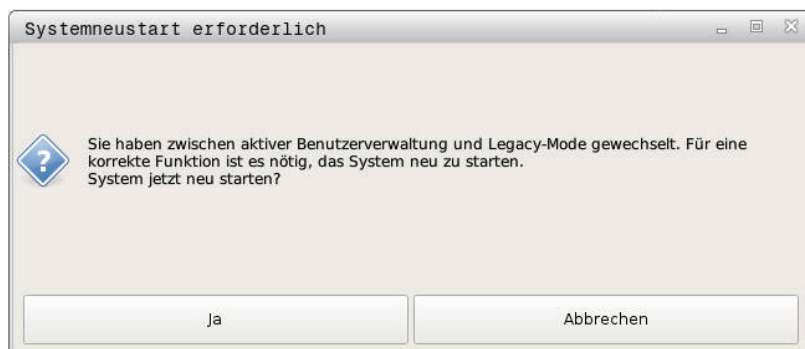 Systemneustart erforderlich
Sie haben zwischen aktiver Benutzerverwaltung und Legacy-Mode gewechselt. Für eine
korrekte Funktion ist es nötig, das System neu zu starten.
System jetzt neu starten?
Ja
Abbrechen